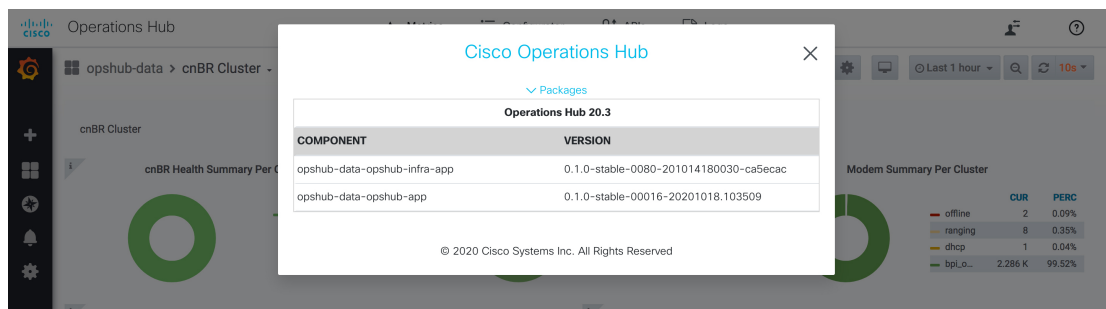 cisco
Operations Hub
opshub-data > cnBR Cluster
Last 1 hour
10s
cnBR Cluster
cnBR Health Summary Per C
Cisco Operations Hub
Packages
Operations Hub 20.3
COMPONENT VERSION
opshub-data-opshub-infra-app 0.1.0-stable-0080-201014180030-ca5ecac
opshub-data-opshub-app 0.1.0-stable-00016-20201018.103509
© 2020 Cisco Systems Inc. All Rights Reserved
Modem Summary Per Cluster
CUR PERC
offline 2 0.09%
ranging 8 0.35%
dhcp 1 0.04%
bpi_o... 2.286 K 99.52%